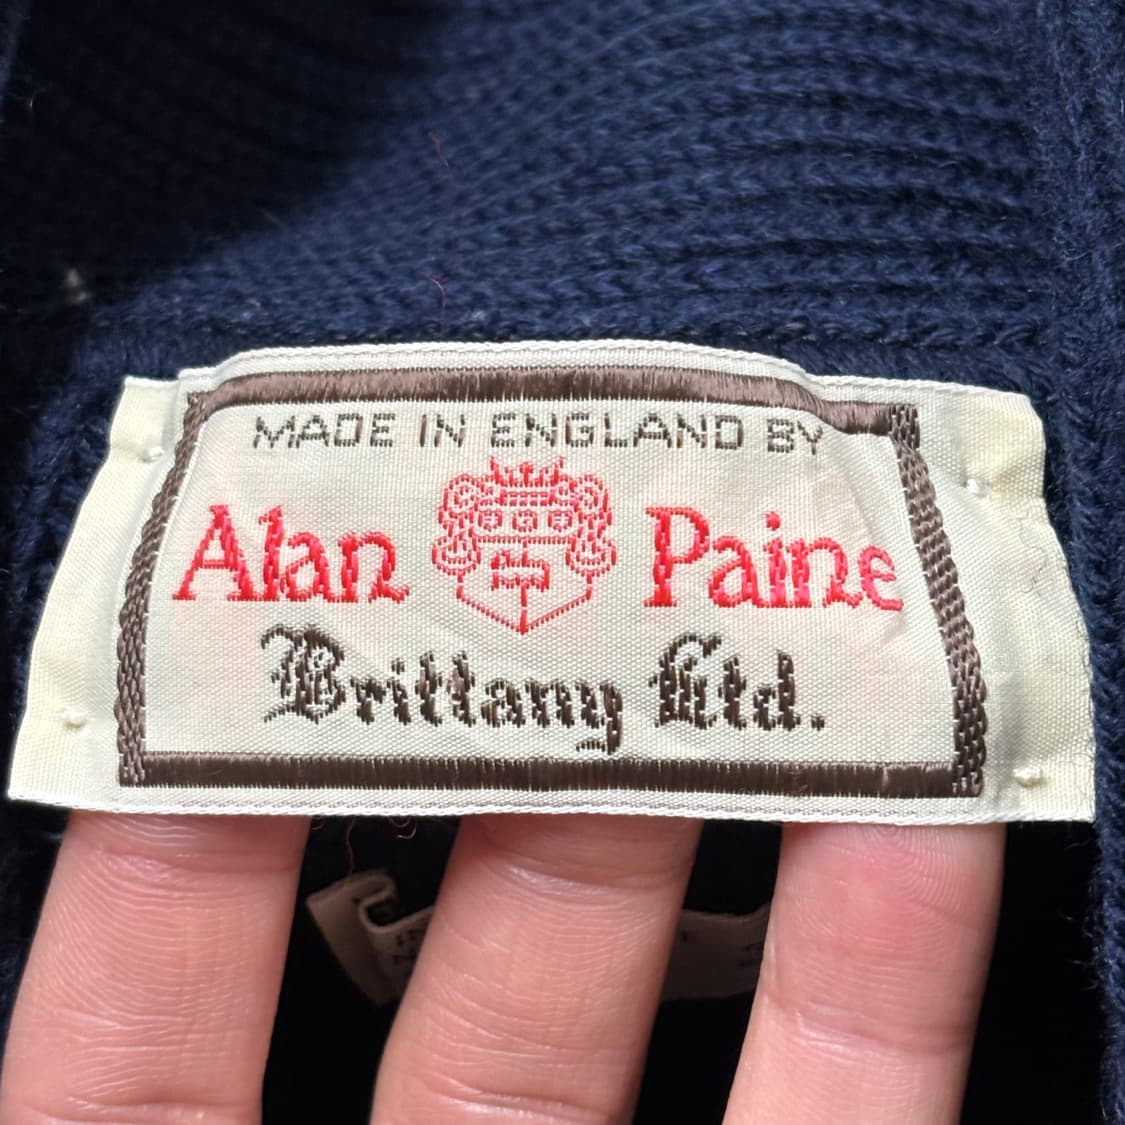 MADE IN ENGLAND BY
Alan Paine
Brittany Ltd.